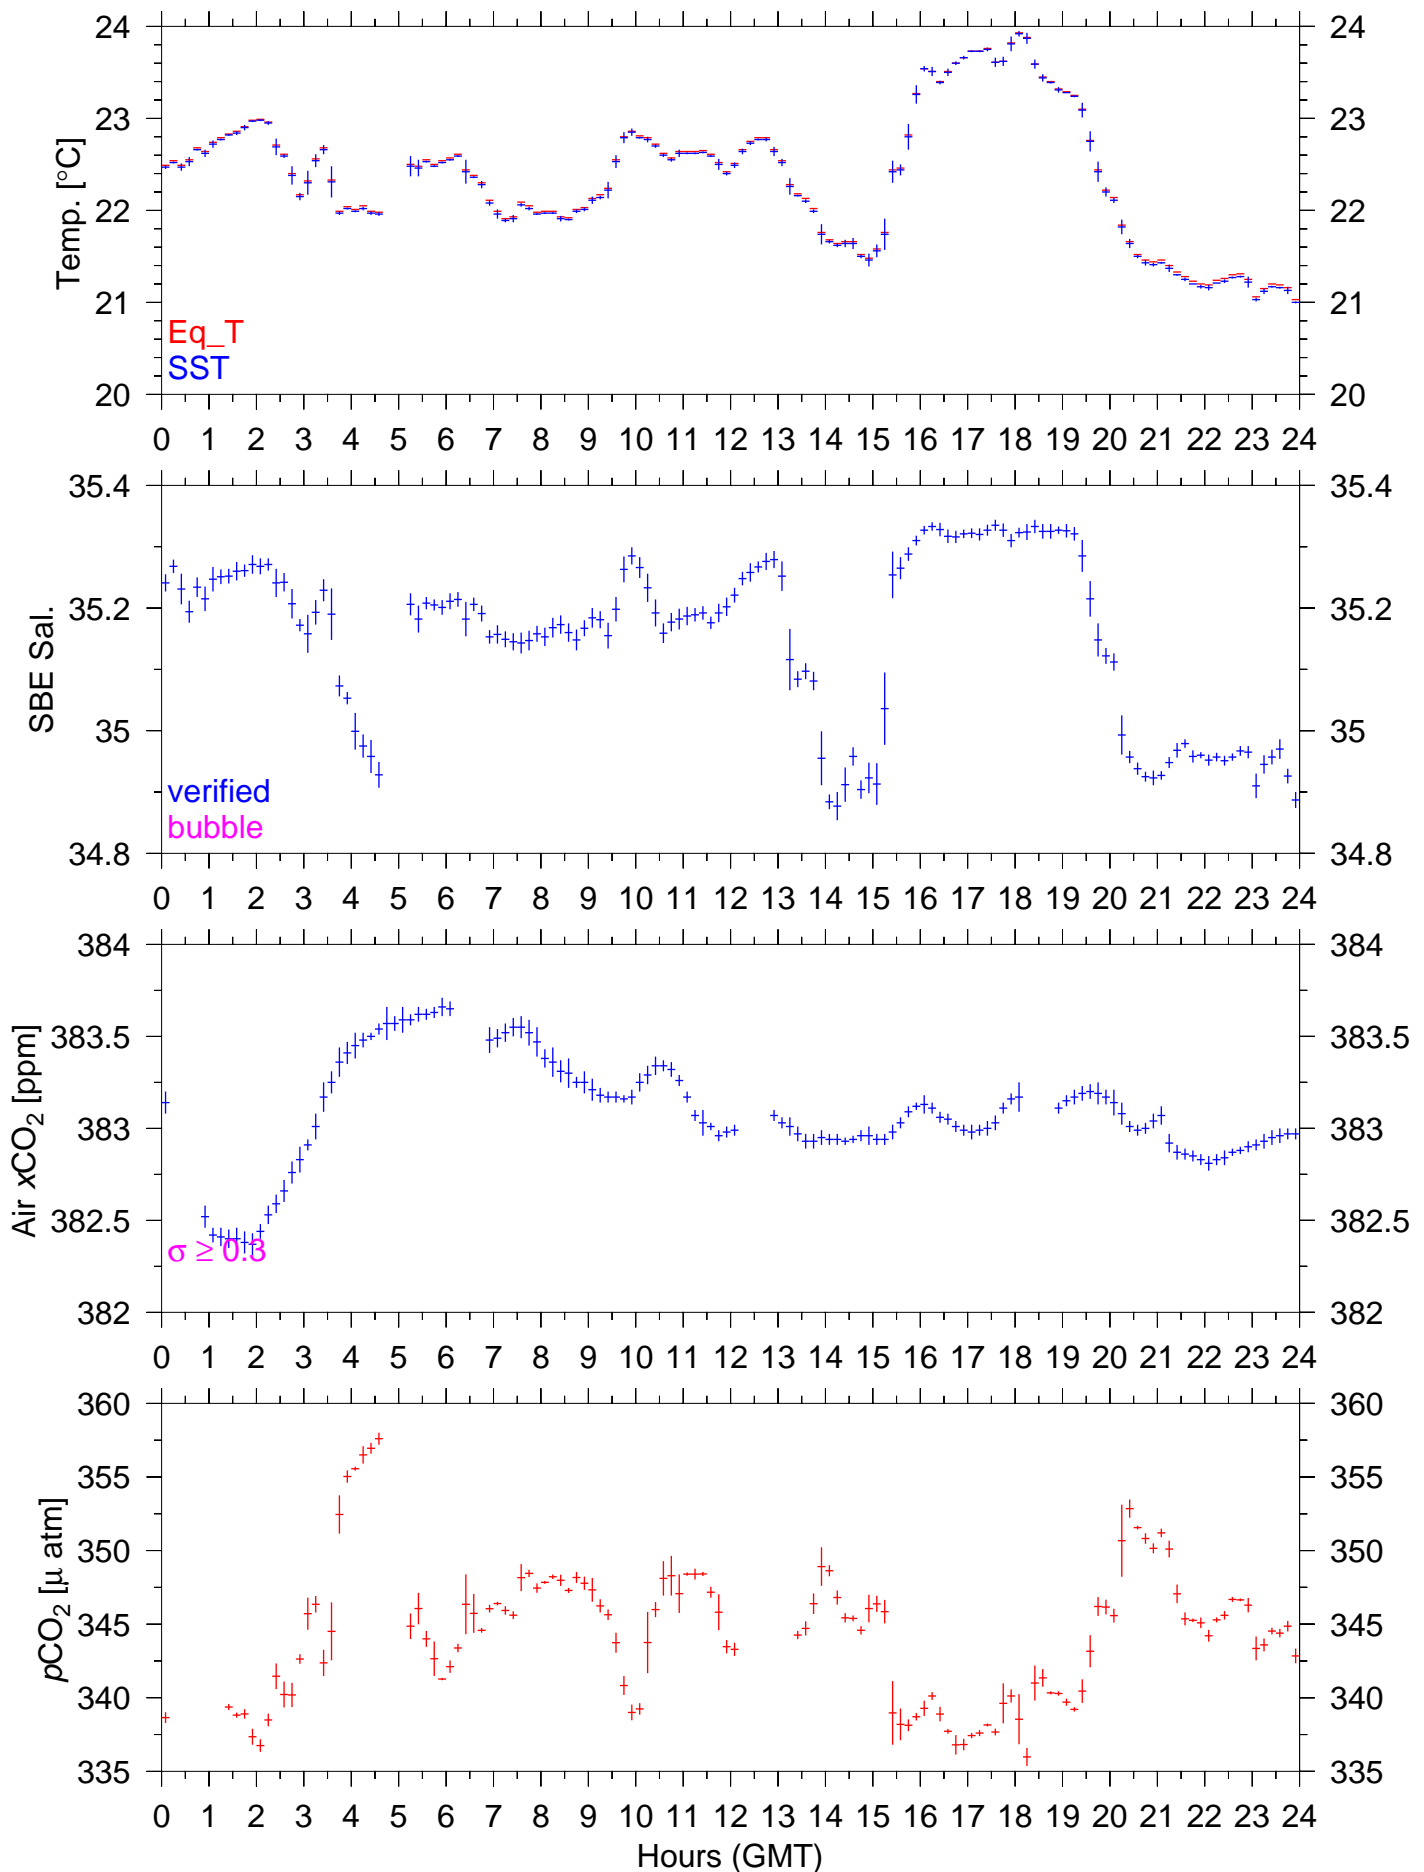 24 24
23 23
22 22
21 21
20 20
Temp. [°C]
Eq_T
SST
0 1 2 3 4 5 6 7 8 9 10 11 12 13 14 15 16 17 18 19 20 21 22 23 24
35.4 35.4
35.2 35.2
35 35
34.8 34.8
SBE Sal.
verified
bubble
0 1 2 3 4 5 6 7 8 9 10 11 12 13 14 15 16 17 18 19 20 21 22 23 24
384 384
383.5 383.5
383 383
382.5 382.5
382 382
Air xCO₂ [ppm]
σ ≥ 0.3
0 1 2 3 4 5 6 7 8 9 10 11 12 13 14 15 16 17 18 19 20 21 22 23 24
360 360
355 355
350 350
345 345
340 340
335 335
pCO₂ [μ atm]
0 1 2 3 4 5 6 7 8 9 10 11 12 13 14 15 16 17 18 19 20 21 22 23 24
Hours (GMT)